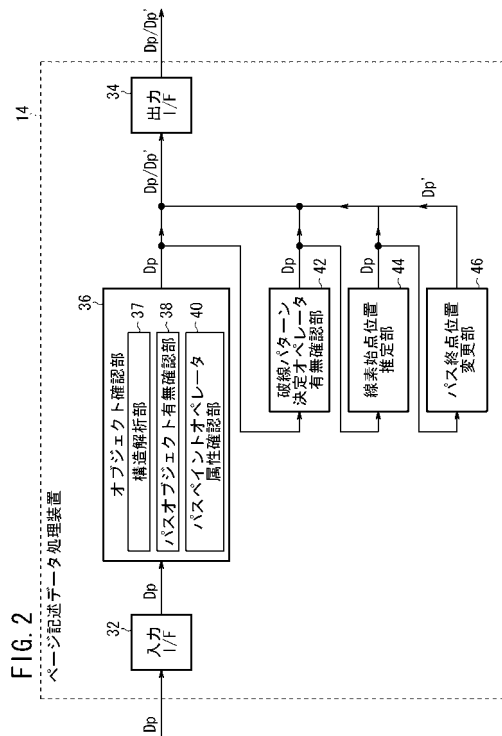 FIG. 2
14
ページ記述データ処理装置
Dp
32
入力
I/F
Dp
36
オブジェクト確認部
構造解析部
37
パスオブジェクト有無確認部
38
パスペイントオペレータ
属性確認部
40
Dp
Dp/Dp'
34
出力
I/F
Dp/Dp'
破線パターン
決定オペレータ
有無確認部
42
Dp
線素始点位置
推定部
44
Dp
パス終点位置
変更部
46
Dp'